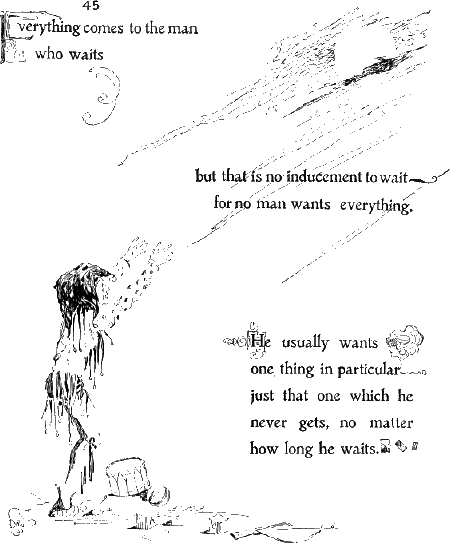 45
Everything comes to the man
who waits
but that is no inducement to wait
for no man wants everything.
He usually wants
one thing in particular
just that one which he
never gets, no matter
how long he waits.